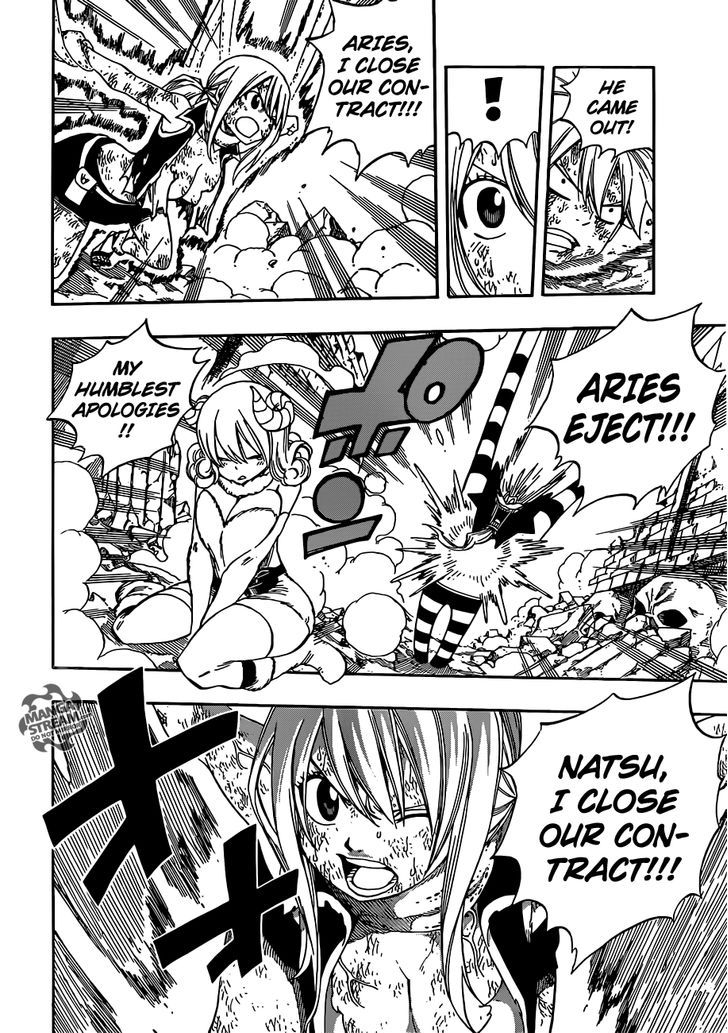 HE
CAME
OUT!
!
ARIES,
I CLOSE
OUR CON-
TRACT!!!
ARIES
EJECT!!!
MY
HUMBLEST
APOLOGIES
!!
NATSU,
I CLOSE
OUR CON-
TRACT!!!
MANGA
STREAM